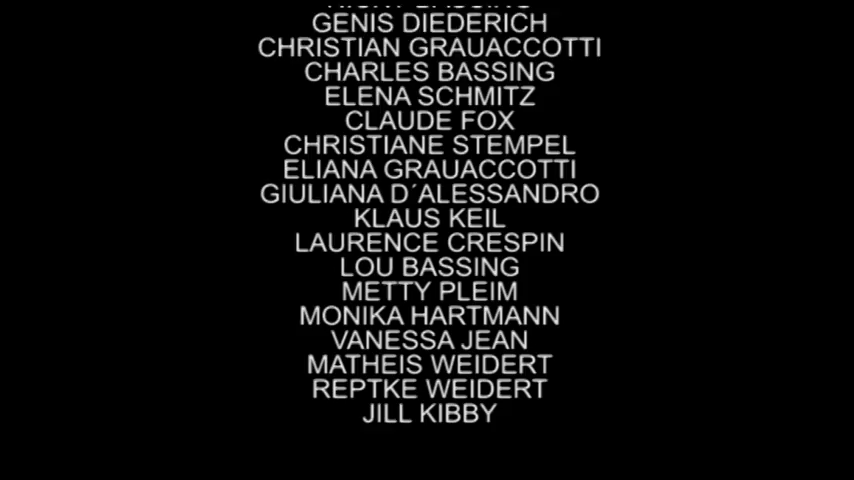 BASSING
GENIS DIEDERICH
CHRISTIAN GRAUACCOTTI
CHARLES BASSING
ELENA SCHMITZ
CLAUDE FOX
CHRISTIANE STEMPEL
ELIANA GRAUACCOTTI
GIULIANA D´ALESSANDRO
KLAUS KEIL
LAURENCE CRESPIN
LOU BASSING
METTY PLEIM
MONIKA HARTMANN
VANESSA JEAN
MATHEIS WEIDERT
REPTKE WEIDERT
JILL KIBBY